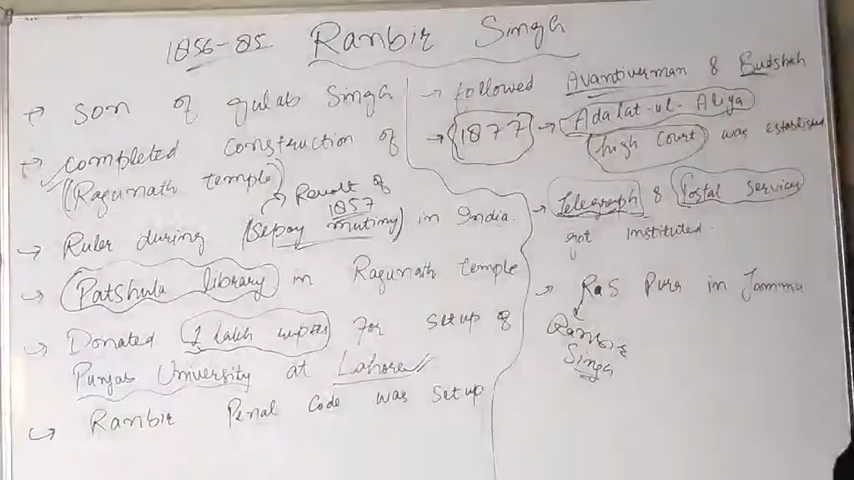 1856-85. Ranbir Singh
→ son of gulab Singh
→ completed construction of
(Ragunath temple)
Revolt of
1857
→ Ruler during (sepoy mutiny) in India.
→ Patshula library in Ragunath temple
→ Donated 1 lakh rupees for setup of
Punjab University at Lahore
→ Ranbir Penal Code was setup
→ followed Avantiverman & Budshah
→ {1877} → Adalat-ul-Aliya
high Court was established
→ Telegraph & Postal services
got instituted.
→ RaS Pura in Jammu
Ranbir
Singh